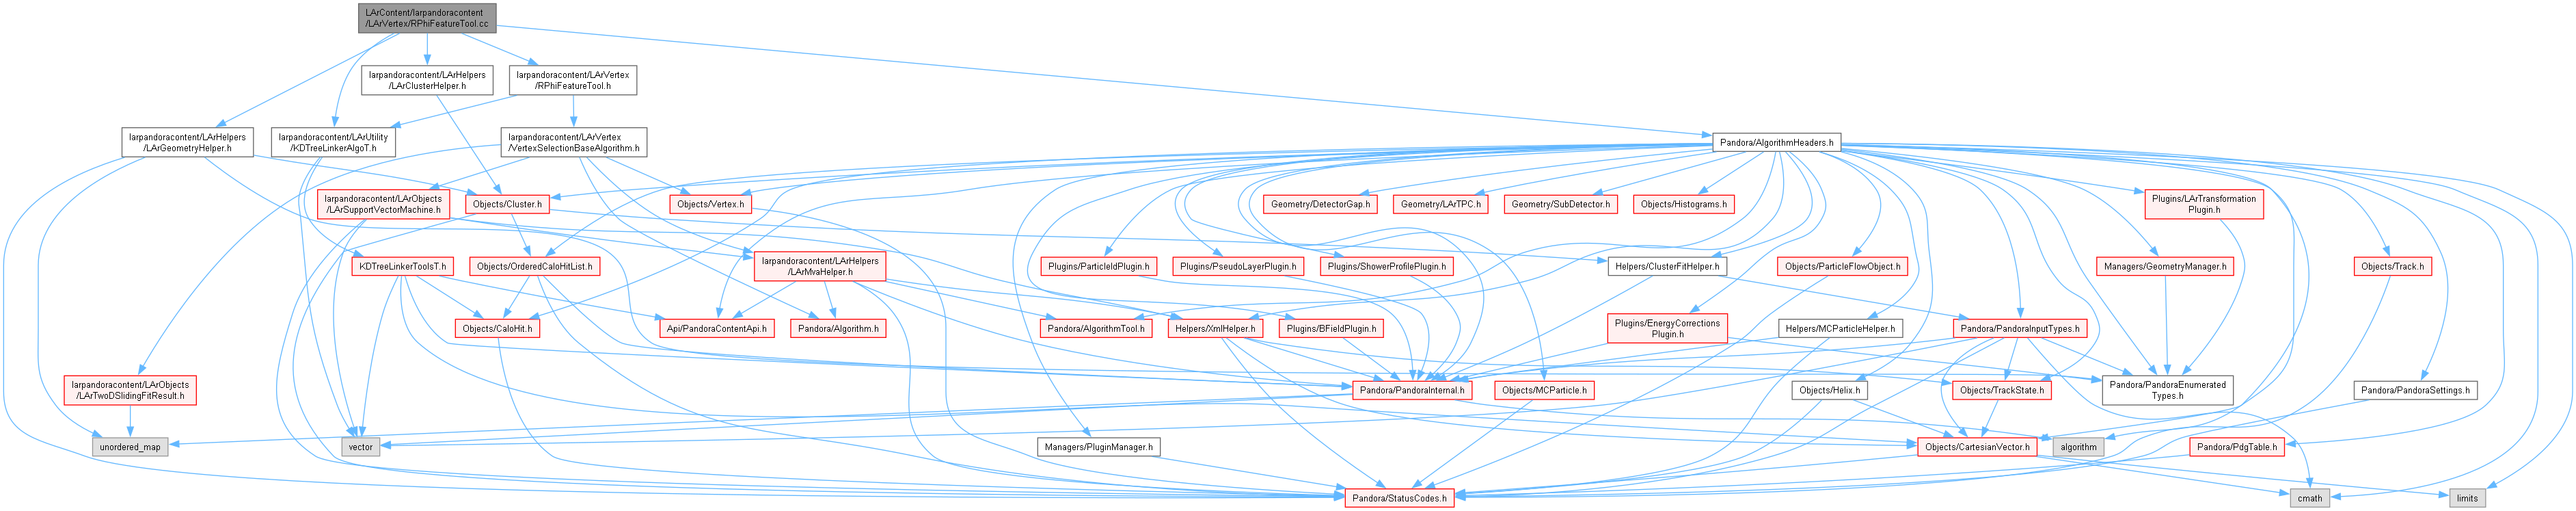 LArContent/larpandoracontent
/LArVertex/RPhiFeatureTool.cc
larpandoracontent/LArHelpers
/LArClusterHelper.h
larpandoracontent/LArVertex
/RPhiFeatureTool.h
larpandoracontent/LArHelpers
/LArGeometryHelper.h
larpandoracontent/LArUtility
/KDTreeLinkerAlgoT.h
larpandoracontent/LArVertex
/VertexSelectionBaseAlgorithm.h
Pandora/AlgorithmHeaders.h
larpandoracontent/LArObjects
/LArSupportVectorMachine.h
Objects/Cluster.h
Objects/Vertex.h
Geometry/DetectorGap.h
Geometry/LArTPC.h
Geometry/SubDetector.h
Objects/Histograms.h
Plugins/LArTransformation
Plugin.h
KDTreeLinkerToolsT.h
Objects/OrderedCaloHitList.h
larpandoracontent/LArHelpers
/LArMvaHelper.h
Plugins/ParticleIdPlugin.h
Plugins/PseudoLayerPlugin.h
Plugins/ShowerProfilePlugin.h
Helpers/ClusterFitHelper.h
Objects/ParticleFlowObject.h
Managers/GeometryManager.h
Objects/Track.h
Objects/CaloHit.h
Api/PandoraContentApi.h
Pandora/Algorithm.h
Pandora/AlgorithmTool.h
Helpers/XmlHelper.h
Plugins/BFieldPlugin.h
Plugins/EnergyCorrections
Plugin.h
Helpers/MCParticleHelper.h
Pandora/PandoraInputTypes.h
larpandoracontent/LArObjects
/LArTwoDSlidingFitResult.h
Pandora/PandoraInternal.h
Objects/MCParticle.h
Objects/Helix.h
Objects/TrackState.h
Pandora/PandoraEnumerated
Types.h
Pandora/PandoraSettings.h
unordered_map
vector
Managers/PluginManager.h
Objects/CartesianVector.h
algorithm
Pandora/PdgTable.h
Pandora/StatusCodes.h
cmath
limits